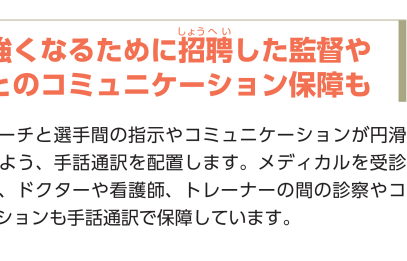 強くなるために招聘した監督や
しょうへい
とのコミュニケーション保障も
ーチと選手間の指示やコミュニケーションが円滑
よう、手話通訳を配置します。メディカルを受診
、ドクターや看護師、トレーナーの間の診察やコ
ションも手話通訳で保障しています。